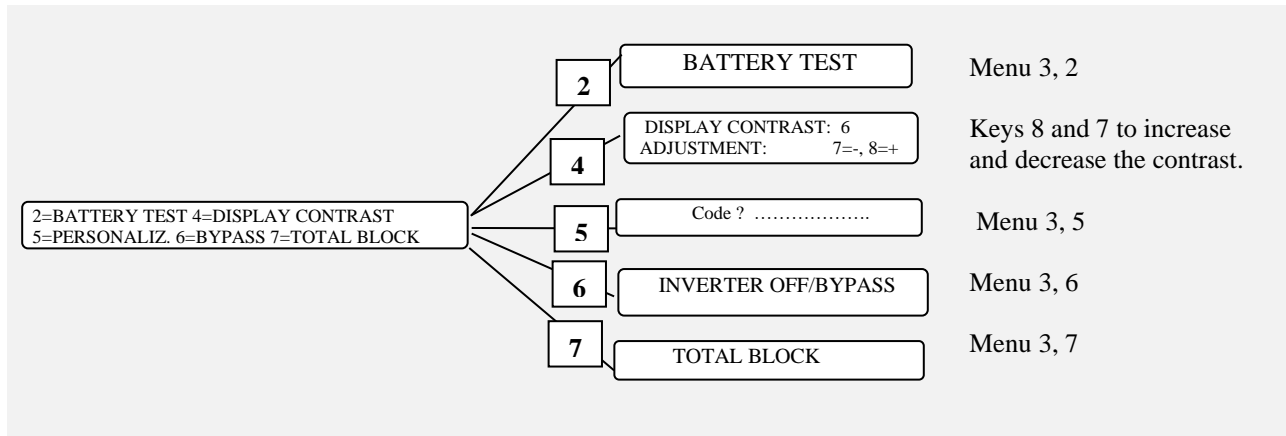 2=BATTERY TEST 4=DISPLAY CONTRAST
5=PERSONALIZ. 6=BYPASS 7=TOTAL BLOCK
2
BATTERY TEST
Menu 3, 2
4
DISPLAY CONTRAST: 6
ADJUSTMENT: 7=-, 8=+
Keys 8 and 7 to increase
and decrease the contrast.
5
Code ? ……………….
Menu 3, 5
6
INVERTER OFF/BYPASS
Menu 3, 6
7
TOTAL BLOCK
Menu 3, 7